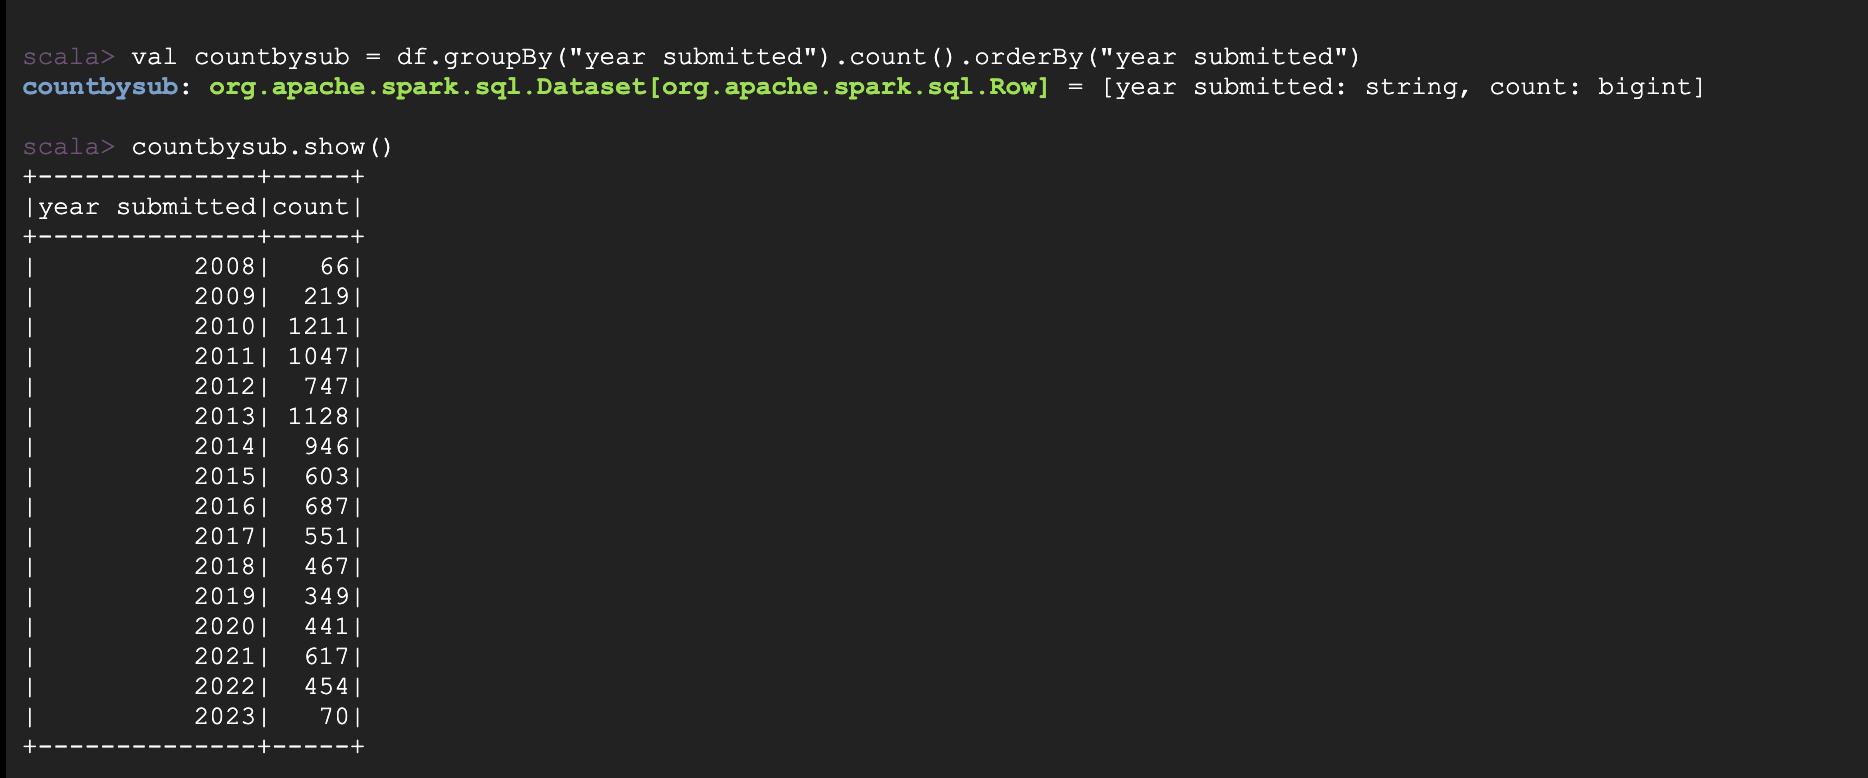 scala> val countbysub = df.groupBy("year submitted").count().orderBy("year submitted")
countbysub: org.apache.spark.sql.Dataset[org.apache.spark.sql.Row] = [year submitted: string, count: bigint]
scala> countbysub.show()
+--------------+-----+
|year submitted|count|
+--------------+-----+
|          2008|   66|
|          2009|  219|
|          2010| 1211|
|          2011| 1047|
|          2012|  747|
|          2013| 1128|
|          2014|  946|
|          2015|  603|
|          2016|  687|
|          2017|  551|
|          2018|  467|
|          2019|  349|
|          2020|  441|
|          2021|  617|
|          2022|  454|
|          2023|   70|
+--------------+-----+